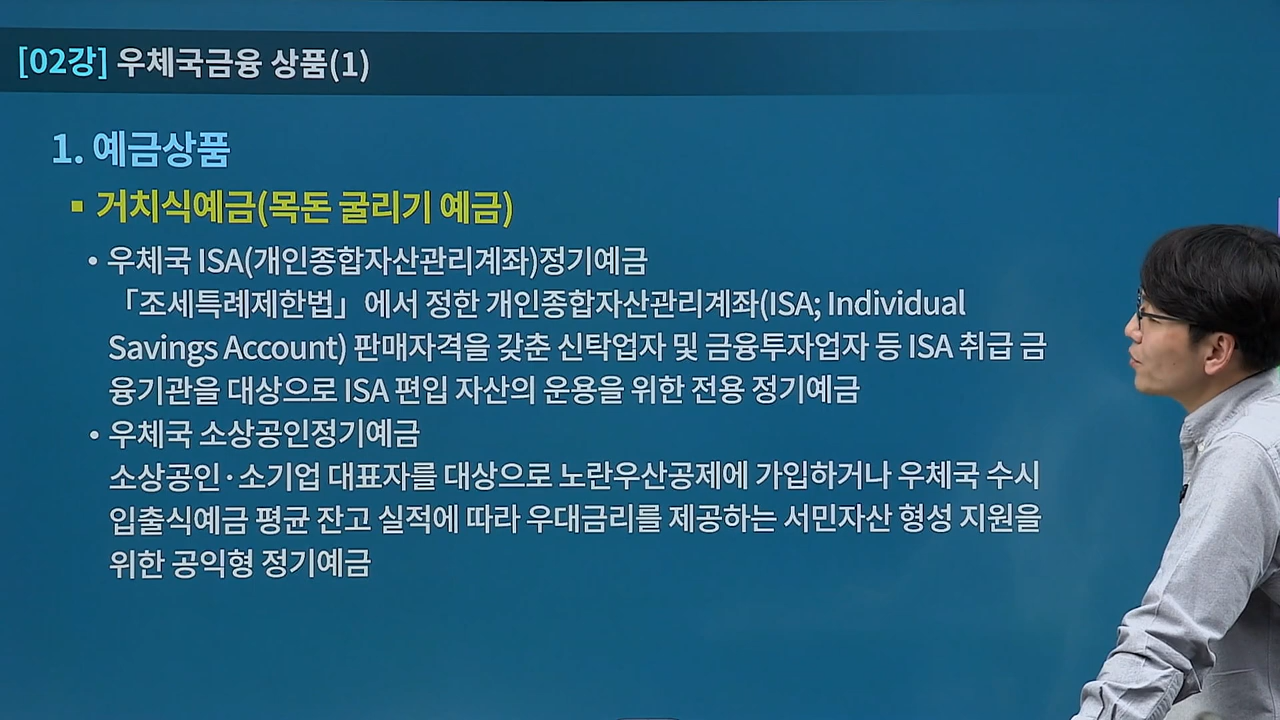 [02강] 우체국금융 상품(1)
1. 예금상품
▪ 거치식예금(목돈 굴리기 예금)
• 우체국 ISA(개인종합자산관리계좌)정기예금
「조세특례제한법」에서 정한 개인종합자산관리계좌(ISA; Individual
Savings Account) 판매자격을 갖춘 신탁업자 및 금융투자업자 등 ISA 취급 금
융기관을 대상으로 ISA 편입 자산의 운용을 위한 전용 정기예금
• 우체국 소상공인정기예금
소상공인·소기업 대표자를 대상으로 노란우산공제에 가입하거나 우체국 수시
입출식예금 평균 잔고 실적에 따라 우대금리를 제공하는 서민자산 형성 지원을
위한 공익형 정기예금